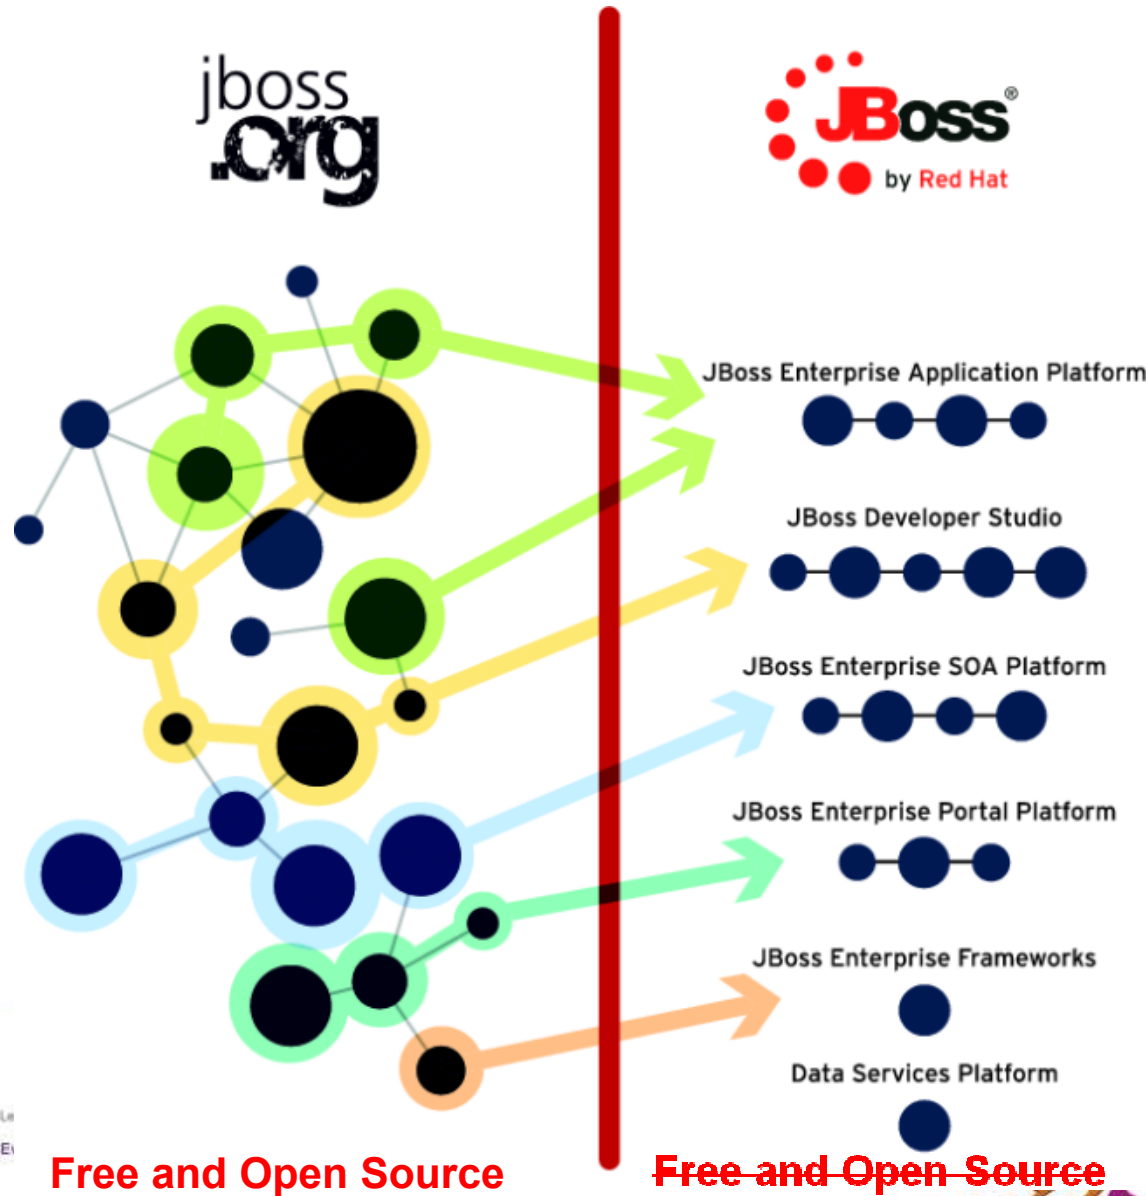 jboss
.org
JBoss®
by Red Hat
JBoss Enterprise Application Platform
JBoss Developer Studio
JBoss Enterprise SOA Platform
JBoss Enterprise Portal Platform
JBoss Enterprise Frameworks
Data Services Platform
Free and Open Source
Free and Open Source